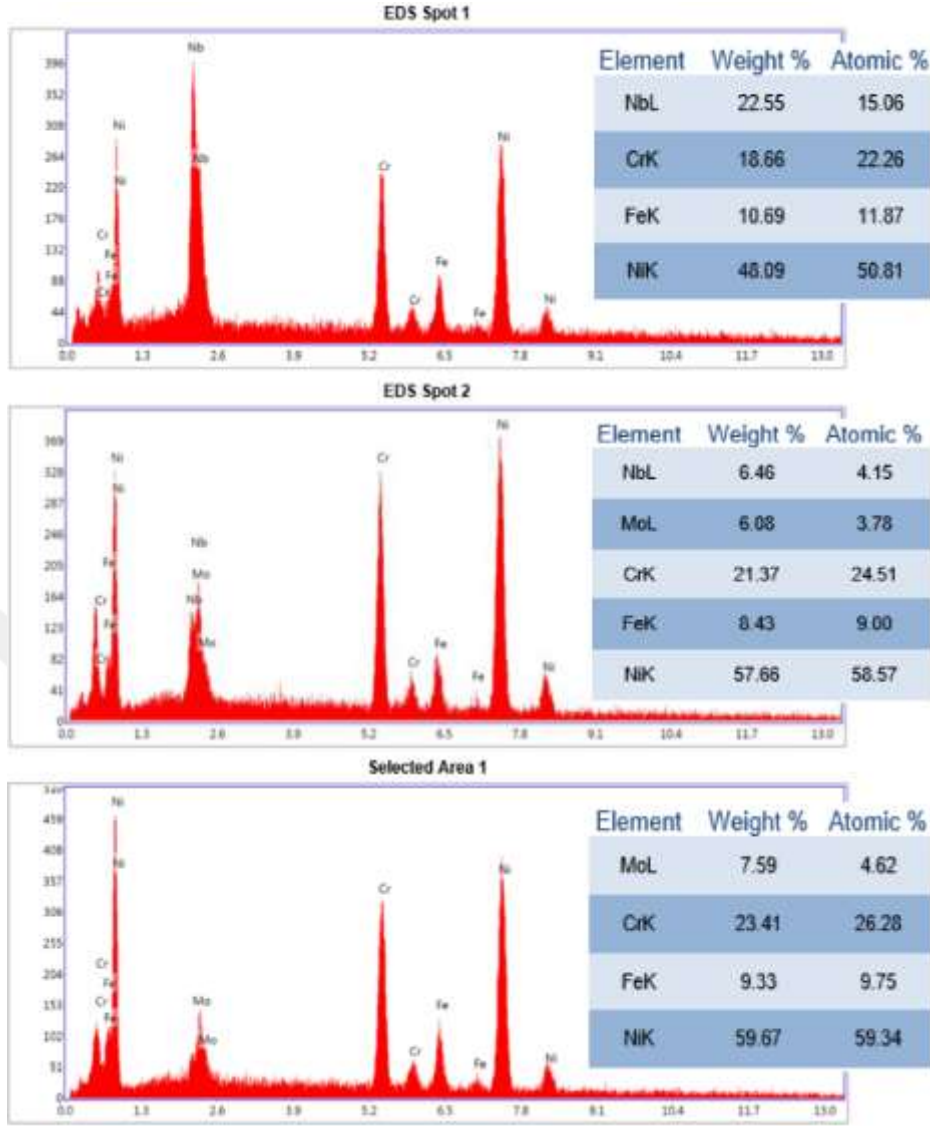 EDS Spot 1
396
352
308
264
220
176
132
88
44
0
Nb
Ni
Nb
Ni
Cr
Ni
Cr
Fe
Fe
Cr
Fe
Cr
Fe
Ni
0.0 1.3 2.6 3.9 5.2 6.5 7.8 9.1 10.4 11.7 13.0
Element Weight % Atomic %
NbL 22.55 15.06
CrK 18.66 22.26
FeK 10.69 11.87
NiK 48.09 50.81
EDS Spot 2
369
328
287
246
205
164
123
82
41
0
Ni
Ni
Cr
Ni
Nb
Fe
Mo
Cr
Nb
Fe
Mo
Fe
Cr
Cr
Fe
Ni
0.0 1.3 2.6 3.9 5.2 6.5 7.8 9.1 10.4 11.7 13.0
Element Weight % Atomic %
NbL 6.46 4.15
MoL 6.08 3.78
CrK 21.37 24.51
FeK 8.43 9.00
NiK 57.66 58.57
Selected Area 1
459
408
357
306
255
204
153
102
51
0
Ni
Ni
Ni
Cr
Cr
Fe
Cr
Mo
Fe
Fe
Mo
Cr
Fe
Ni
0.0 1.3 2.6 3.9 5.2 6.5 7.8 9.1 10.4 11.7 13.0
Element Weight % Atomic %
MoL 7.59 4.62
CrK 23.41 26.28
FeK 9.33 9.75
NiK 59.67 59.34